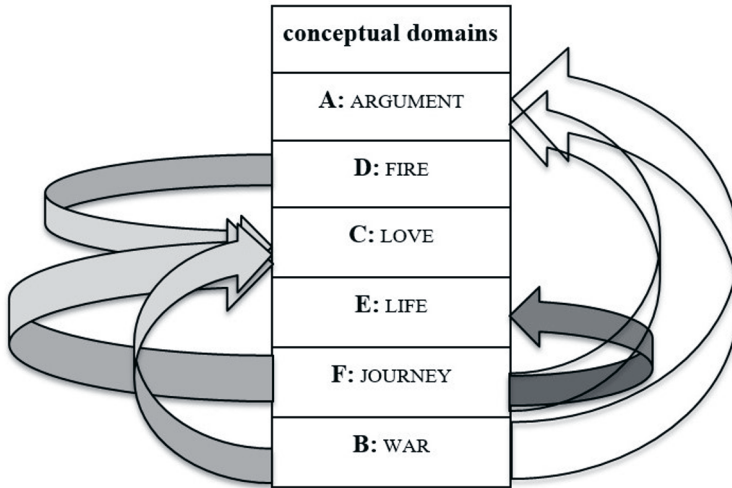 conceptual domains
A: ARGUMENT
D: FIRE
C: LOVE
E: LIFE
F: JOURNEY
B: WAR